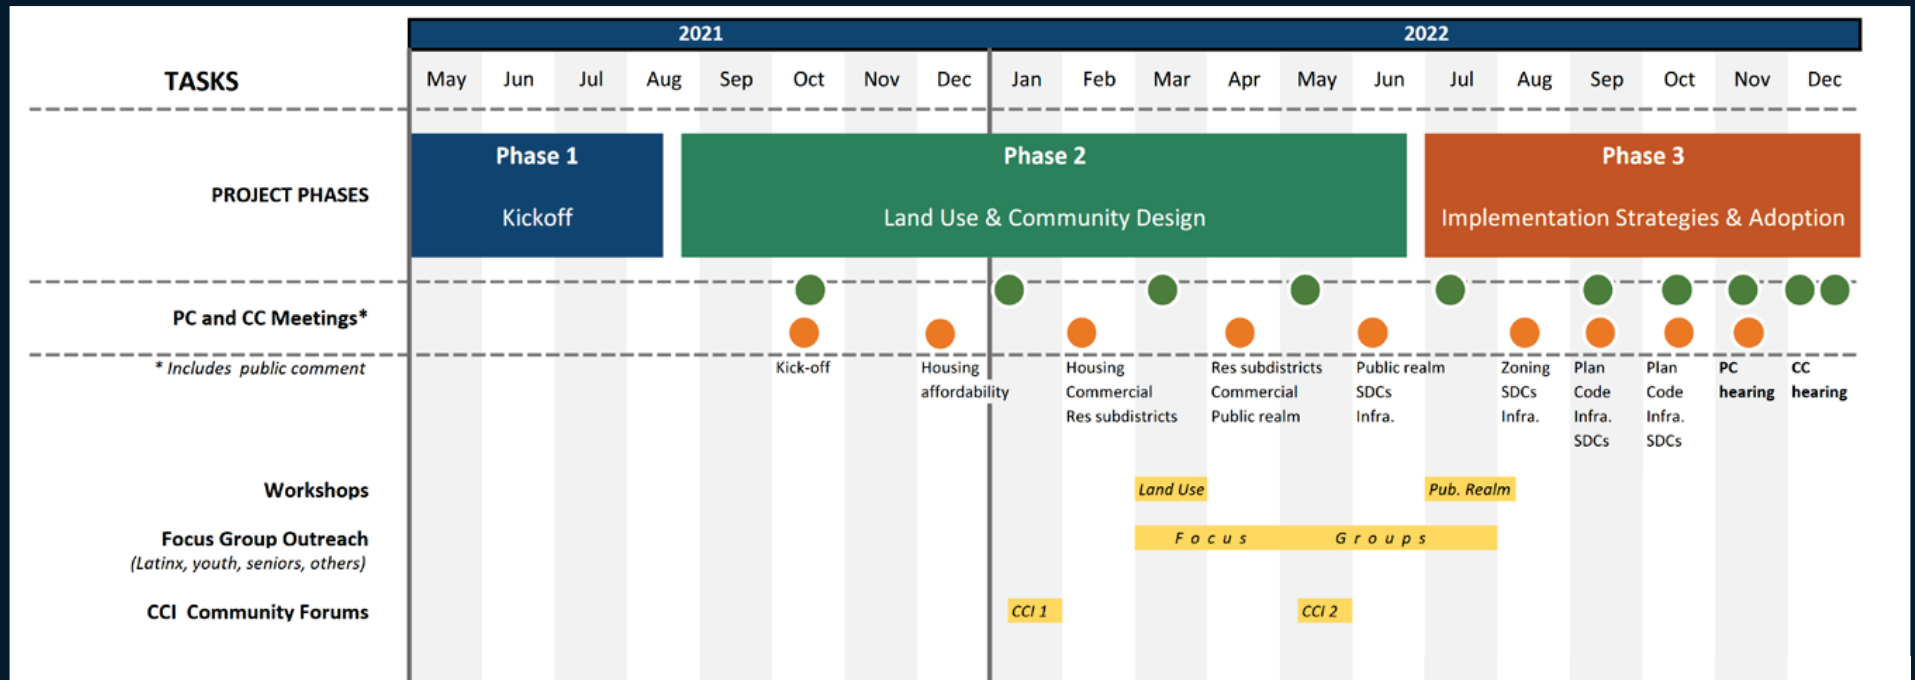 2021 2022
TASKS May Jun Jul Aug Sep Oct Nov Dec Jan Feb Mar Apr May Jun Jul Aug Sep Oct Nov Dec
Phase 1 Phase 2 Phase 3
PROJECT PHASES
Kickoff Land Use & Community Design Implementation Strategies & Adoption
PC and CC Meetings*
* Includes public comment
Kick-off
Housing
affordability
Housing
Commercial
Res subdistricts
Res subdistricts
Commercial
Public realm
Public realm
SDCs
Infra.
Zoning
SDCs
Infra.
Plan
Code
Infra.
SDCs
Plan
Code
Infra.
SDCs
PC
hearing
CC
hearing
Workshops Land Use Pub. Realm
Focus Group Outreach Focus Groups
(Latinx, youth, seniors, others)
CCI Community Forums CCI 1 CCI 2